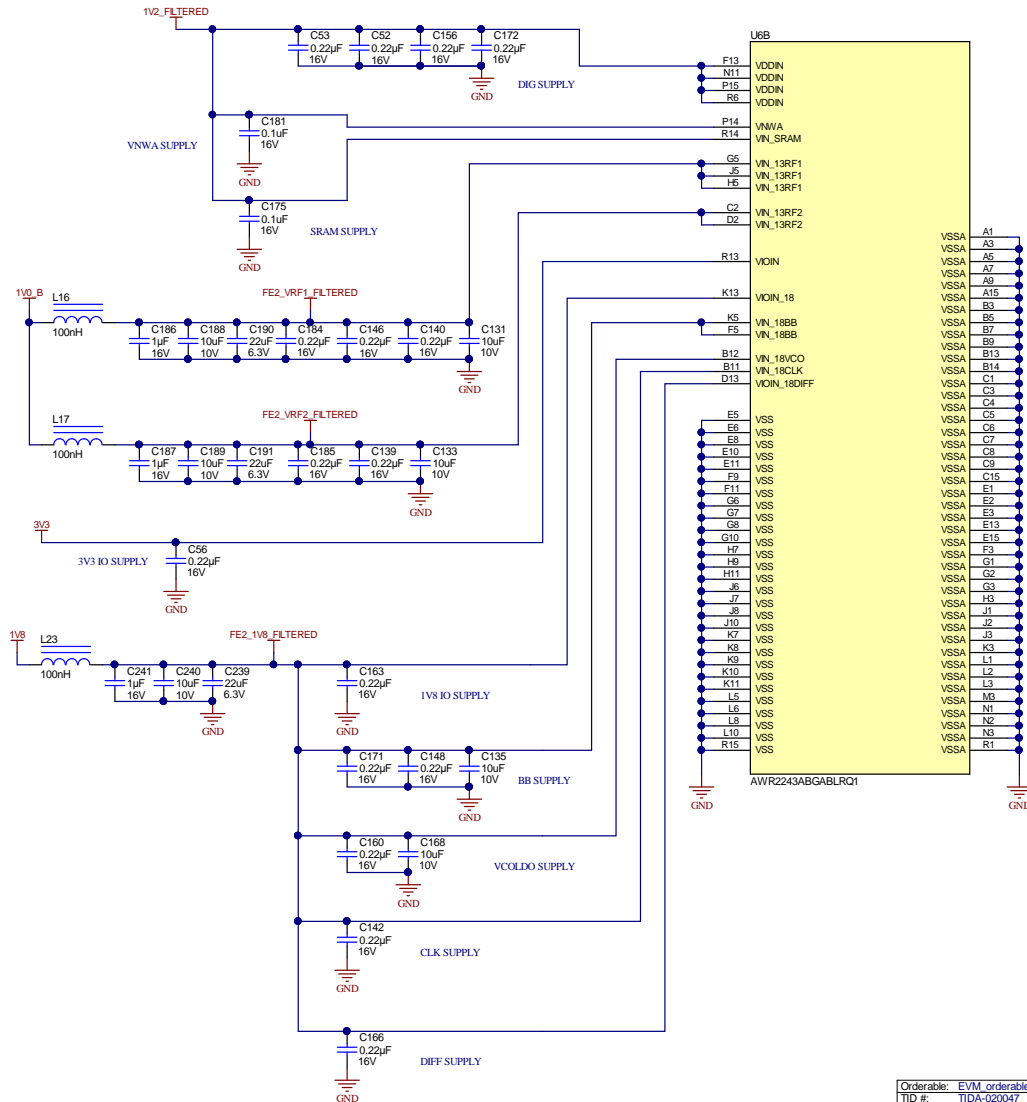 1V2_FILTERED
C53
0.22µF
16V
C52
0.22µF
16V
C156
0.22µF
16V
C172
0.22µF
16V
GND
DIG SUPPLY
C181
0.1uF
16V
GND
VNWA SUPPLY
C175
0.1uF
16V
GND
SRAM SUPPLY
1V0_B
L16
100nH
FE2_VRF1_FILTERED
C186
1µF
16V
C188
10uF
10V
C190
22uF
6.3V
C184
0.22µF
16V
C146
0.22µF
16V
C140
0.22µF
16V
C131
10uF
10V
GND
L17
100nH
FE2_VRF2_FILTERED
C187
1µF
16V
C189
10uF
10V
C191
22uF
6.3V
C185
0.22µF
16V
C139
0.22µF
16V
C133
10uF
10V
GND
3V3
3V3 IO SUPPLY
C56
0.22µF
16V
GND
1V8
L23
100nH
FE2_1V8_FILTERED
C241
1µF
16V
C240
10uF
10V
C239
22uF
6.3V
GND
C163
0.22µF
16V
GND
1V8 IO SUPPLY
C171
0.22µF
16V
C148
0.22µF
16V
C135
10uF
10V
GND
BB SUPPLY
C160
0.22µF
16V
C168
10uF
10V
GND
VCOLDO SUPPLY
C142
0.22µF
16V
GND
CLK SUPPLY
C166
0.22µF
16V
GND
DIFF SUPPLY
U6B
F13 VDDIN
N11 VDDIN
P15 VDDIN
R6 VDDIN
P14 VNWA
R14 VIN_SRAM
G5 VIN_13RF1
J5 VIN_13RF1
H5 VIN_13RF1
C2 VIN_13RF2
D2 VIN_13RF2
R13 VIOIN
K13 VIOIN_18
K5 VIN_18BB
F5 VIN_18BB
B12 VIN_18VCO
B11 VIN_18CLK
D13 VIOIN_18DIFF
E5 VSS
E6 VSS
E8 VSS
E10 VSS
E11 VSS
F9 VSS
F11 VSS
G6 VSS
G7 VSS
G8 VSS
G10 VSS
H7 VSS
H9 VSS
H11 VSS
J6 VSS
J7 VSS
J8 VSS
J10 VSS
K7 VSS
K8 VSS
K9 VSS
K10 VSS
K11 VSS
L5 VSS
L6 VSS
L8 VSS
L10 VSS
R15 VSS
GND
VSSA A1
VSSA A3
VSSA A5
VSSA A7
VSSA A9
VSSA A15
VSSA B3
VSSA B5
VSSA B7
VSSA B9
VSSA B13
VSSA B14
VSSA C1
VSSA C3
VSSA C4
VSSA C5
VSSA C6
VSSA C7
VSSA C8
VSSA C9
VSSA C15
VSSA E1
VSSA E2
VSSA E3
VSSA E13
VSSA E15
VSSA F3
VSSA G1
VSSA G2
VSSA G3
VSSA H3
VSSA J1
VSSA J2
VSSA J3
VSSA K3
VSSA L1
VSSA L2
VSSA L3
VSSA M3
VSSA N1
VSSA N2
VSSA N3
VSSA R1
GND
AWR2243ABGABLRQ1
Orderable: EVM_orderable
TID #: TIDA-020047